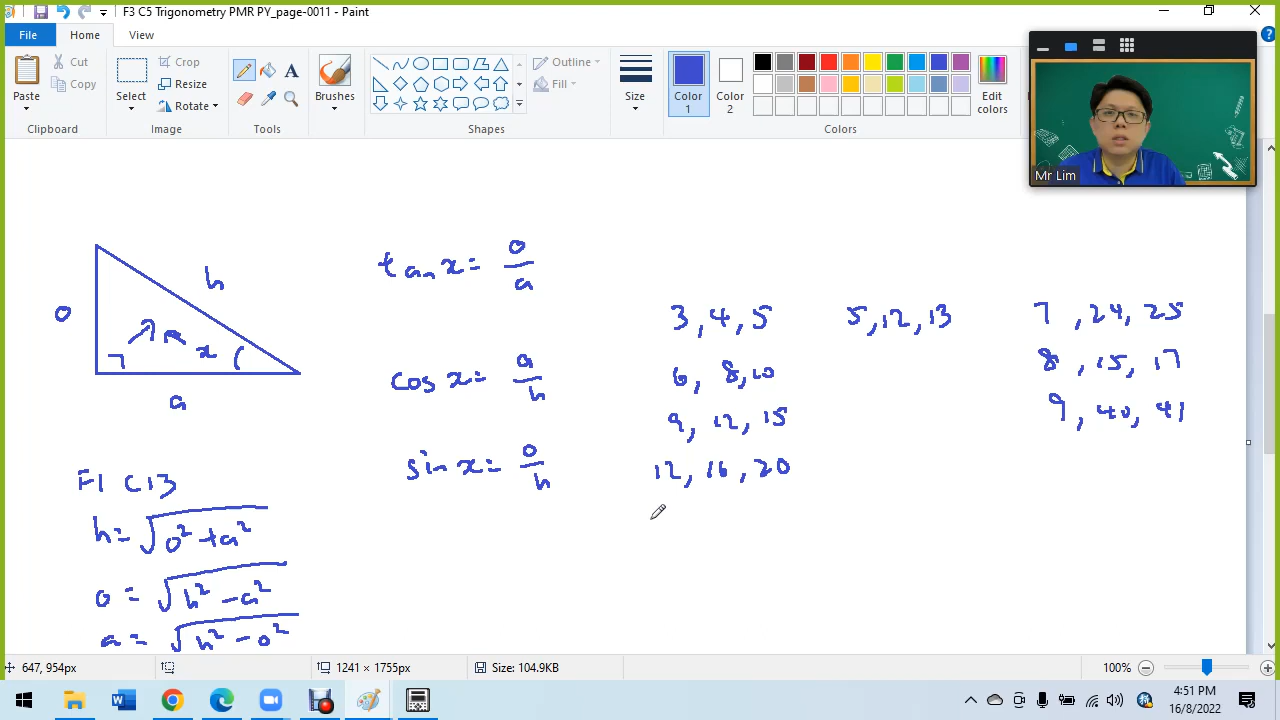 F3 C5 Trigonometry PMR PY_page-0011 - Paint
File Home View
Paste Cut Copy
Clipboard
Select Crop Resize Rotate
Image
A
Tools
Brushes
Outline Fill
Shapes
Size
Color 1
Color 2
Edit colors
Colors
Mr Lim
h
o
x
a
tan x = o/a
cos x = a/h
sin x = o/h
F1 C13
h = √(o² + a²)
o = √(h² - a²)
a = √(h² - o²)
3, 4, 5
6, 8, 10
9, 12, 15
12, 16, 20
5, 12, 13
7, 24, 25
8, 15, 17
9, 40, 41
647, 954px
1241 × 1755px
Size: 104.9KB
100%
4:51 PM
16/8/2022